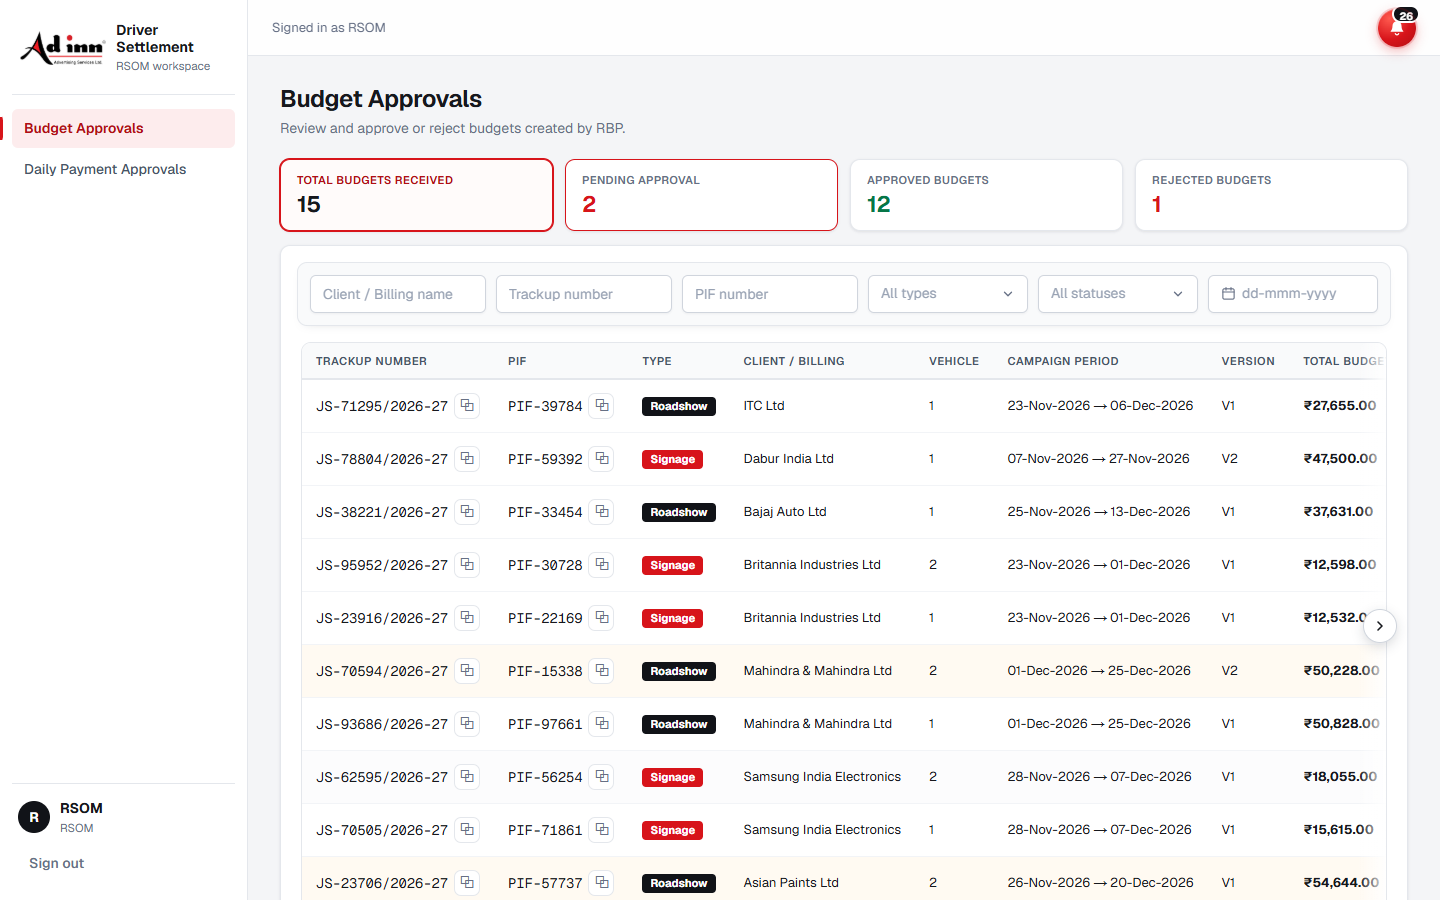 Ad inn
Advertising Services Ltd
Driver
Settlement
RSOM workspace
Budget Approvals
Daily Payment Approvals
R
RSOM
RSOM
Sign out
Signed in as RSOM
26
Budget Approvals
Review and approve or reject budgets created by RBP.
TOTAL BUDGETS RECEIVED
15
PENDING APPROVAL
2
APPROVED BUDGETS
12
REJECTED BUDGETS
1
Client / Billing name Trackup number PIF number All types All statuses dd-mmm-yyyy
TRACKUP NUMBER PIF TYPE CLIENT / BILLING VEHICLE CAMPAIGN PERIOD VERSION TOTAL BUDGE
JS-71295/2026-27 PIF-39784 Roadshow ITC Ltd 1 23-Nov-2026 → 06-Dec-2026 V1 ₹27,655.00
JS-78804/2026-27 PIF-59392 Signage Dabur India Ltd 1 07-Nov-2026 → 27-Nov-2026 V2 ₹47,500.00
JS-38221/2026-27 PIF-33454 Roadshow Bajaj Auto Ltd 1 25-Nov-2026 → 13-Dec-2026 V1 ₹37,631.00
JS-95952/2026-27 PIF-30728 Signage Britannia Industries Ltd 2 23-Nov-2026 → 01-Dec-2026 V1 ₹12,598.00
JS-23916/2026-27 PIF-22169 Signage Britannia Industries Ltd 1 23-Nov-2026 → 01-Dec-2026 V1 ₹12,532.0
JS-70594/2026-27 PIF-15338 Roadshow Mahindra & Mahindra Ltd 2 01-Dec-2026 → 25-Dec-2026 V2 ₹50,228.00
JS-93686/2026-27 PIF-97661 Roadshow Mahindra & Mahindra Ltd 1 01-Dec-2026 → 25-Dec-2026 V1 ₹50,828.00
JS-62595/2026-27 PIF-56254 Signage Samsung India Electronics 2 28-Nov-2026 → 07-Dec-2026 V1 ₹18,055.00
JS-70505/2026-27 PIF-71861 Signage Samsung India Electronics 1 28-Nov-2026 → 07-Dec-2026 V1 ₹15,615.00
JS-23706/2026-27 PIF-57737 Roadshow Asian Paints Ltd 2 26-Nov-2026 → 20-Dec-2026 V1 ₹54,644.00